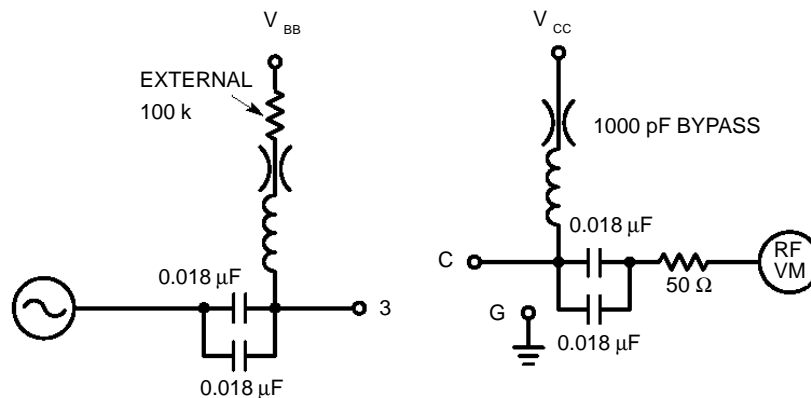 V BB
EXTERNAL
100 k
0.018 μF
0.018 μF
3
V CC
1000 pF BYPASS
0.018 μF
C
50 Ω
RF
VM
G
0.018 μF